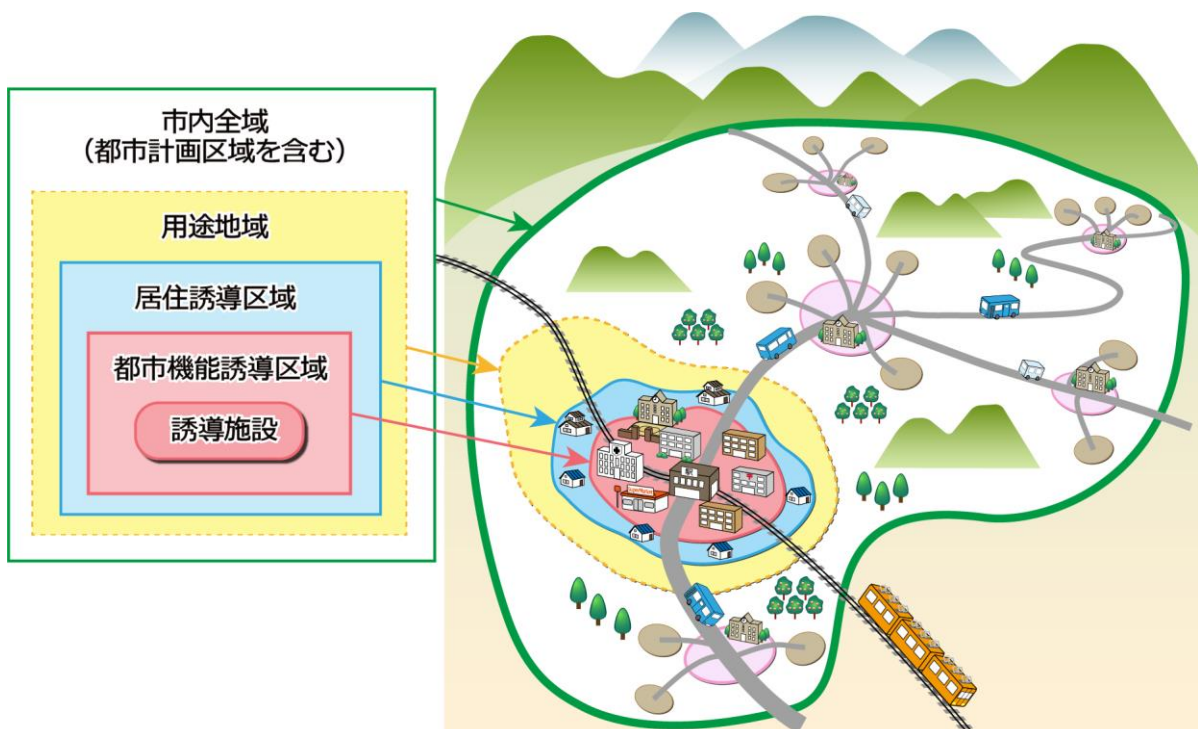 市内全域
（都市計画区域を含む）
用途地域
居住誘導区域
都市機能誘導区域
誘導施設
駅